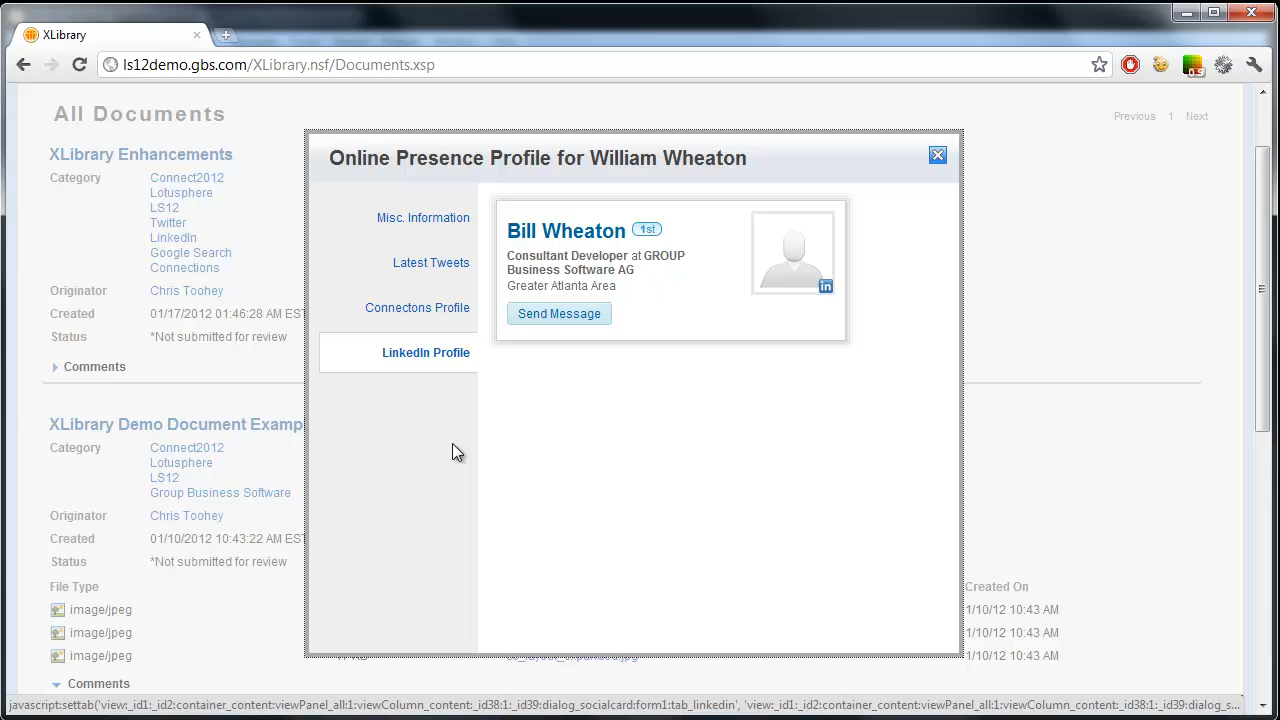 XLibrary
ls12demo.gbs.com/XLibrary.nsf/Documents.xsp
0.9
All Documents
Previous 1 Next
XLibrary Enhancements
Category Connect2012
Lotusphere
LS12
Twitter
LinkedIn
Google Search
Connections
Originator Chris Toohey
Created 01/17/2012 01:46:28 AM EST
Status *Not submitted for review
Comments
XLibrary Demo Document Examp
Category Connect2012
Lotusphere
LS12
Group Business Software
Originator Chris Toohey
Created 01/10/2012 10:43:22 AM EST
Status *Not submitted for review
File Type Created On
image/jpeg 1/10/12 10:43 AM
image/jpeg 1/10/12 10:43 AM
image/jpeg 1/10/12 10:43 AM
Comments
Online Presence Profile for William Wheaton
Misc. Information
Latest Tweets
Connectons Profile
LinkedIn Profile
Bill Wheaton 1st
Consultant Developer at GROUP
Business Software AG
Greater Atlanta Area
Send Message
in
javascript:settab('view:_id1:_id2:container_content:viewPanel_all:1:viewColumn_content:_id38:1:_id39:dialog_socialcard:form1:tab_linkedin', 'view:_id1:_id2:container_content:viewPanel_all:1:viewColumn_content:_id38:1:_id39:dialog_s...